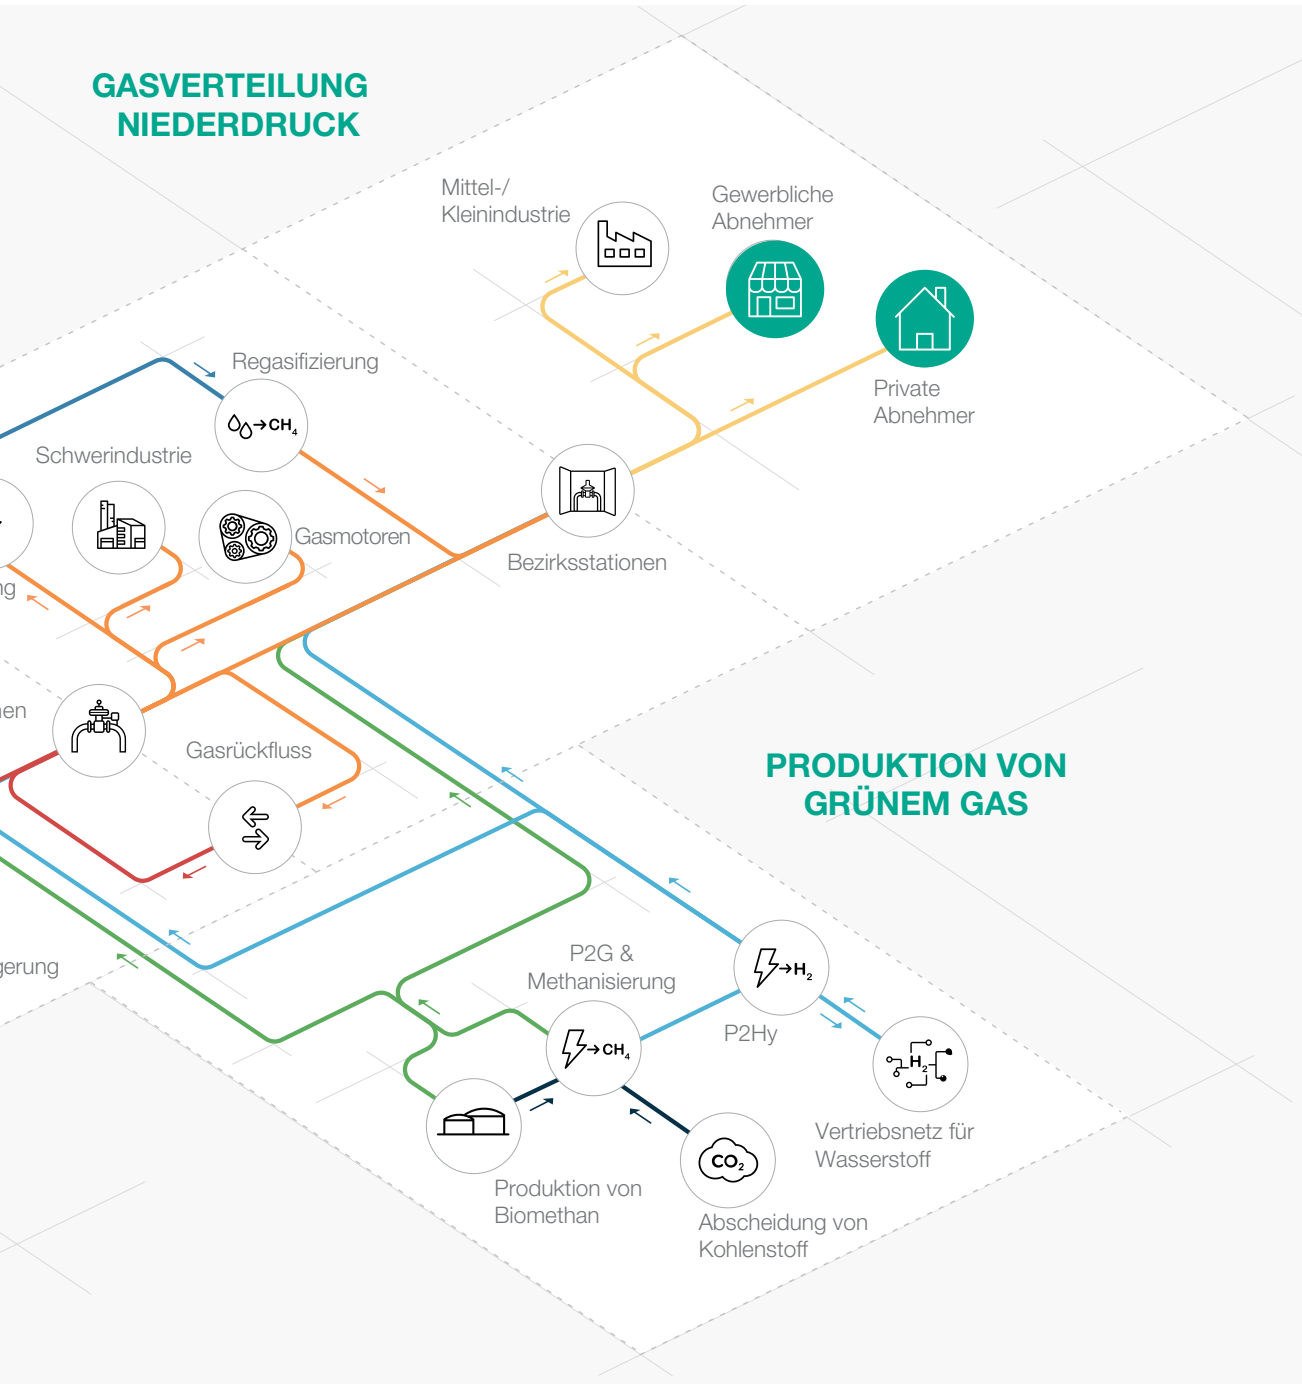 GASVERTEILUNG
NIEDERDRUCK
Mittel-/
Kleinindustrie
Gewerbliche
Abnehmer
Private
Abnehmer
Regasifizierung
→CH₄
Schwerindustrie
Gasmotoren
Bezirksstationen
Gasrückfluss
PRODUKTION VON
GRÜNEM GAS
P2G &
Methanisierung
→H₂
P2Hy
→CH₄
H₂
Vertriebsnetz für
Wasserstoff
CO₂
Produktion von
Biomethan
Abscheidung von
Kohlenstoff